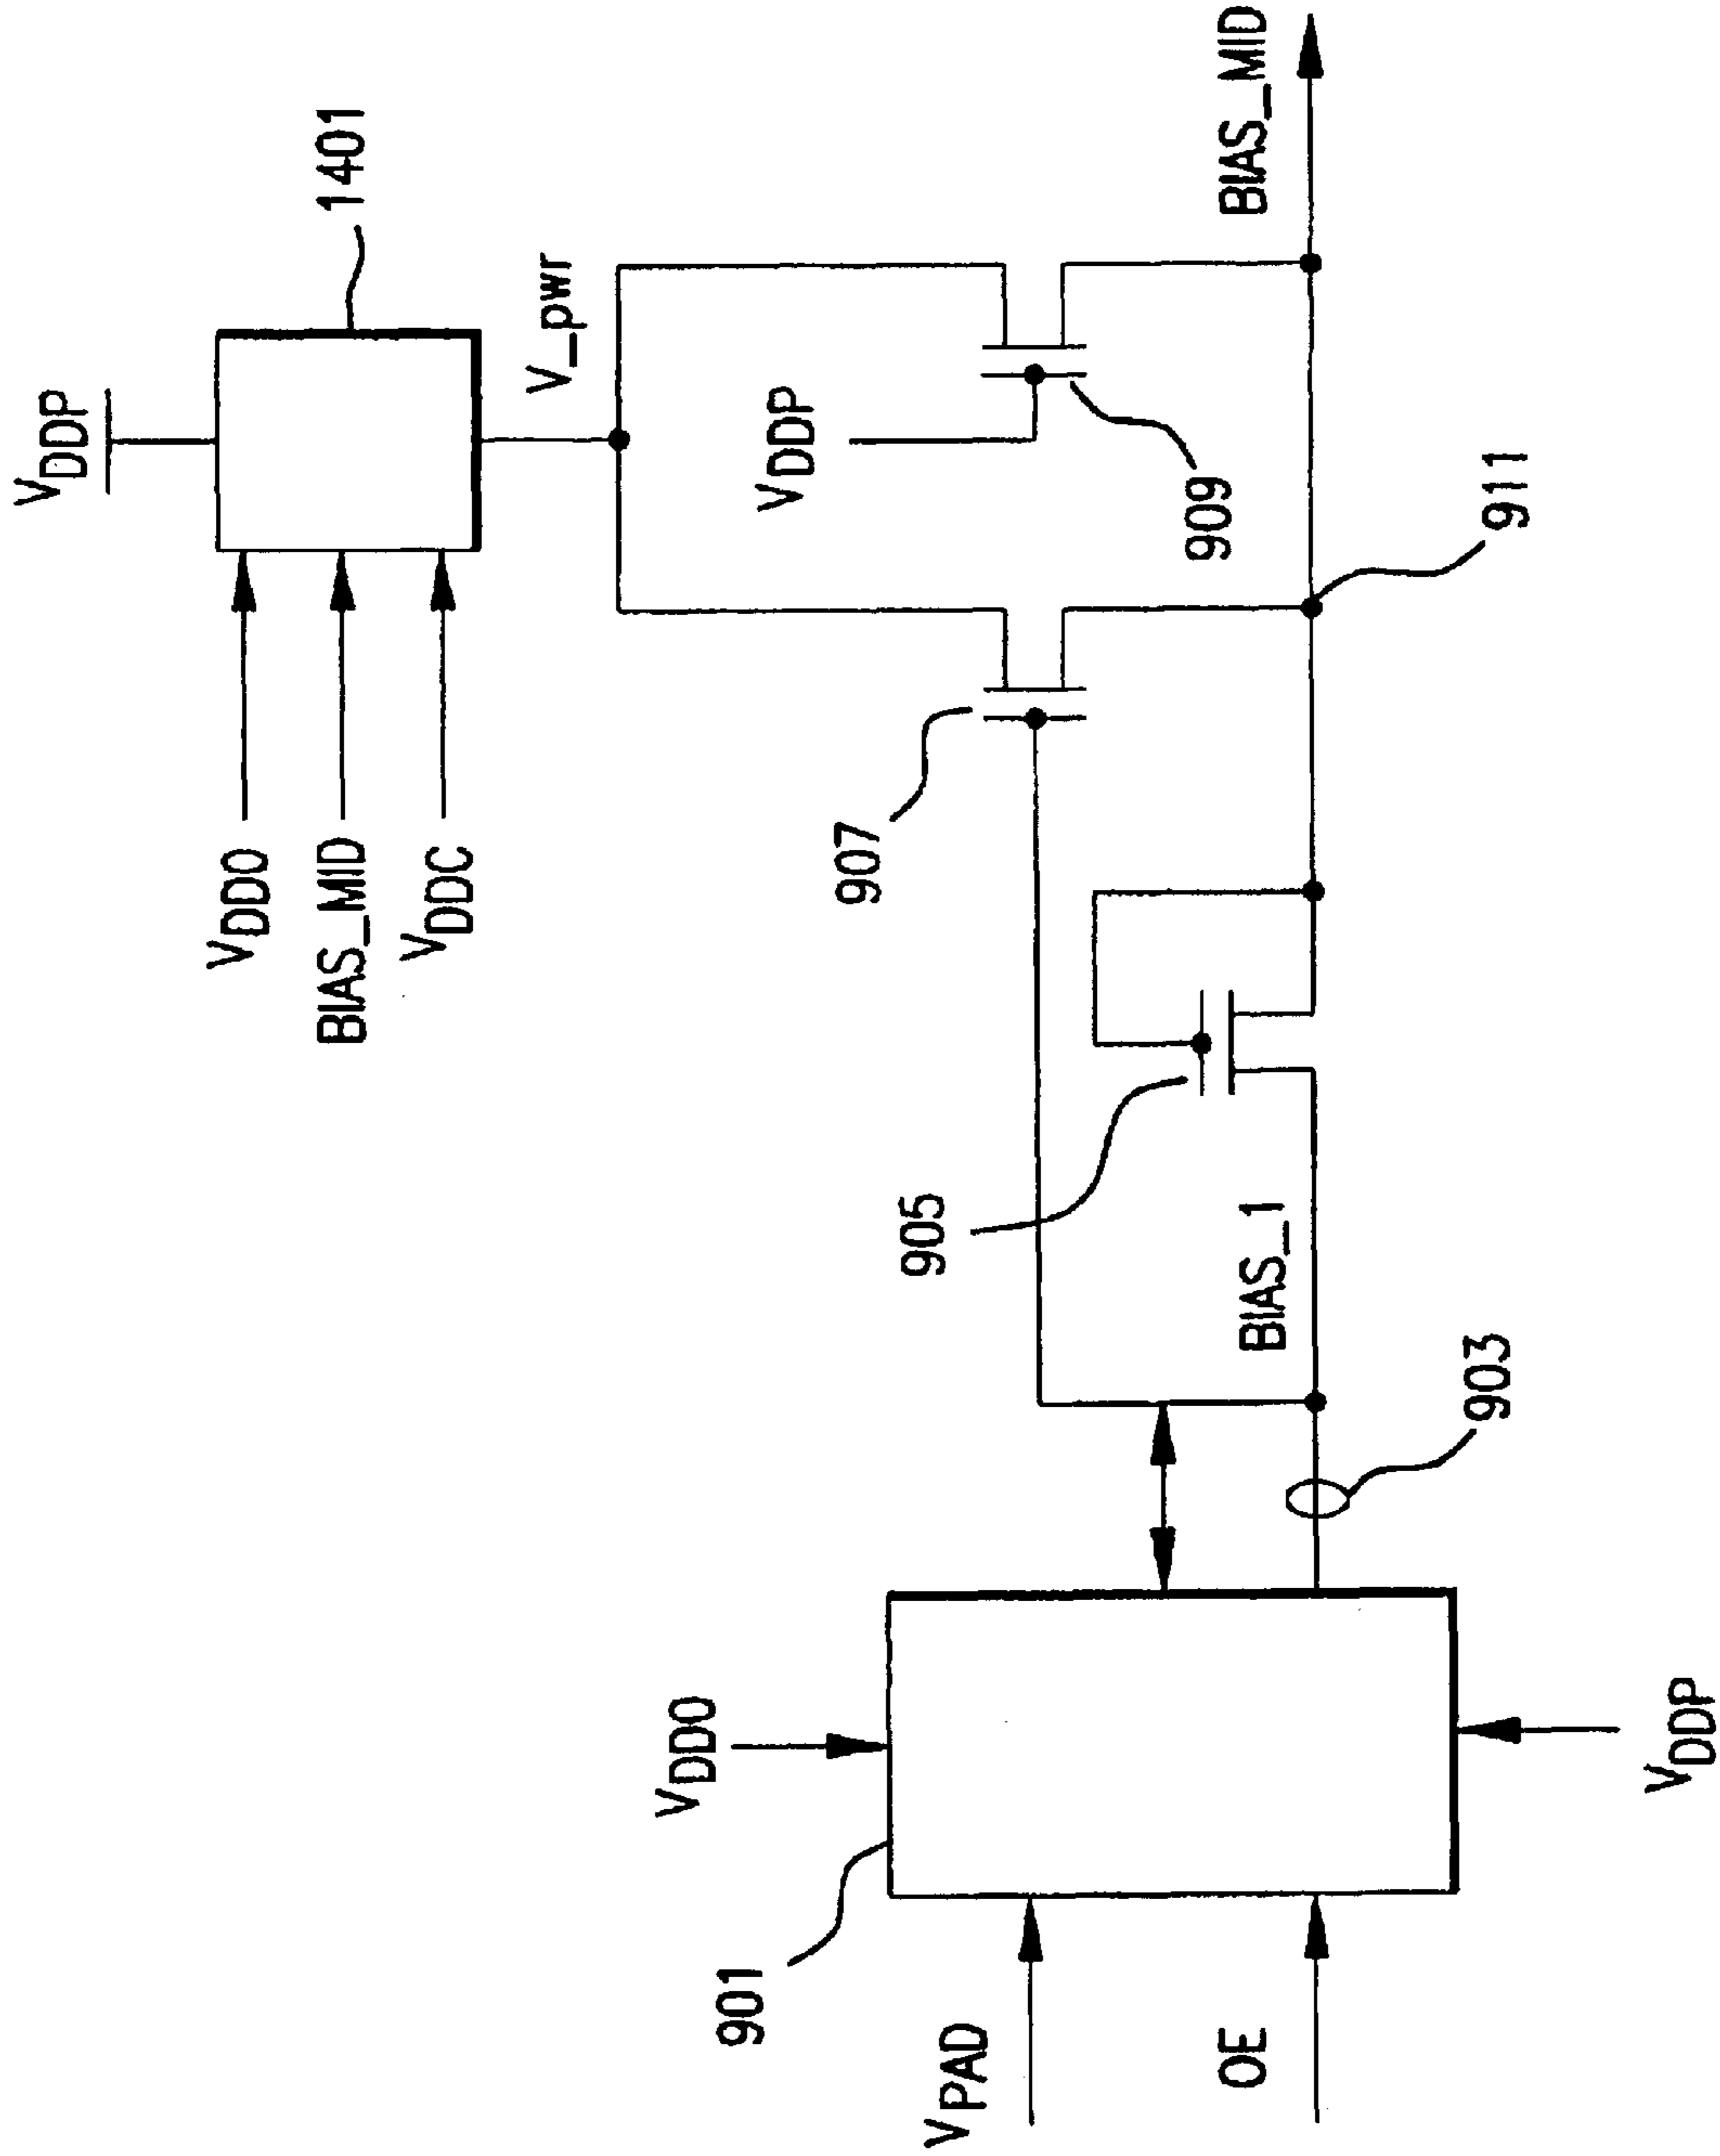 VDDP
VDDO
BIAS_MID
1401
VDDC
V_pwr
VDDO
901
VDDP
907
905
VPAD
909
OE
BIAS_1
BIAS_MID
903
911
VDDP